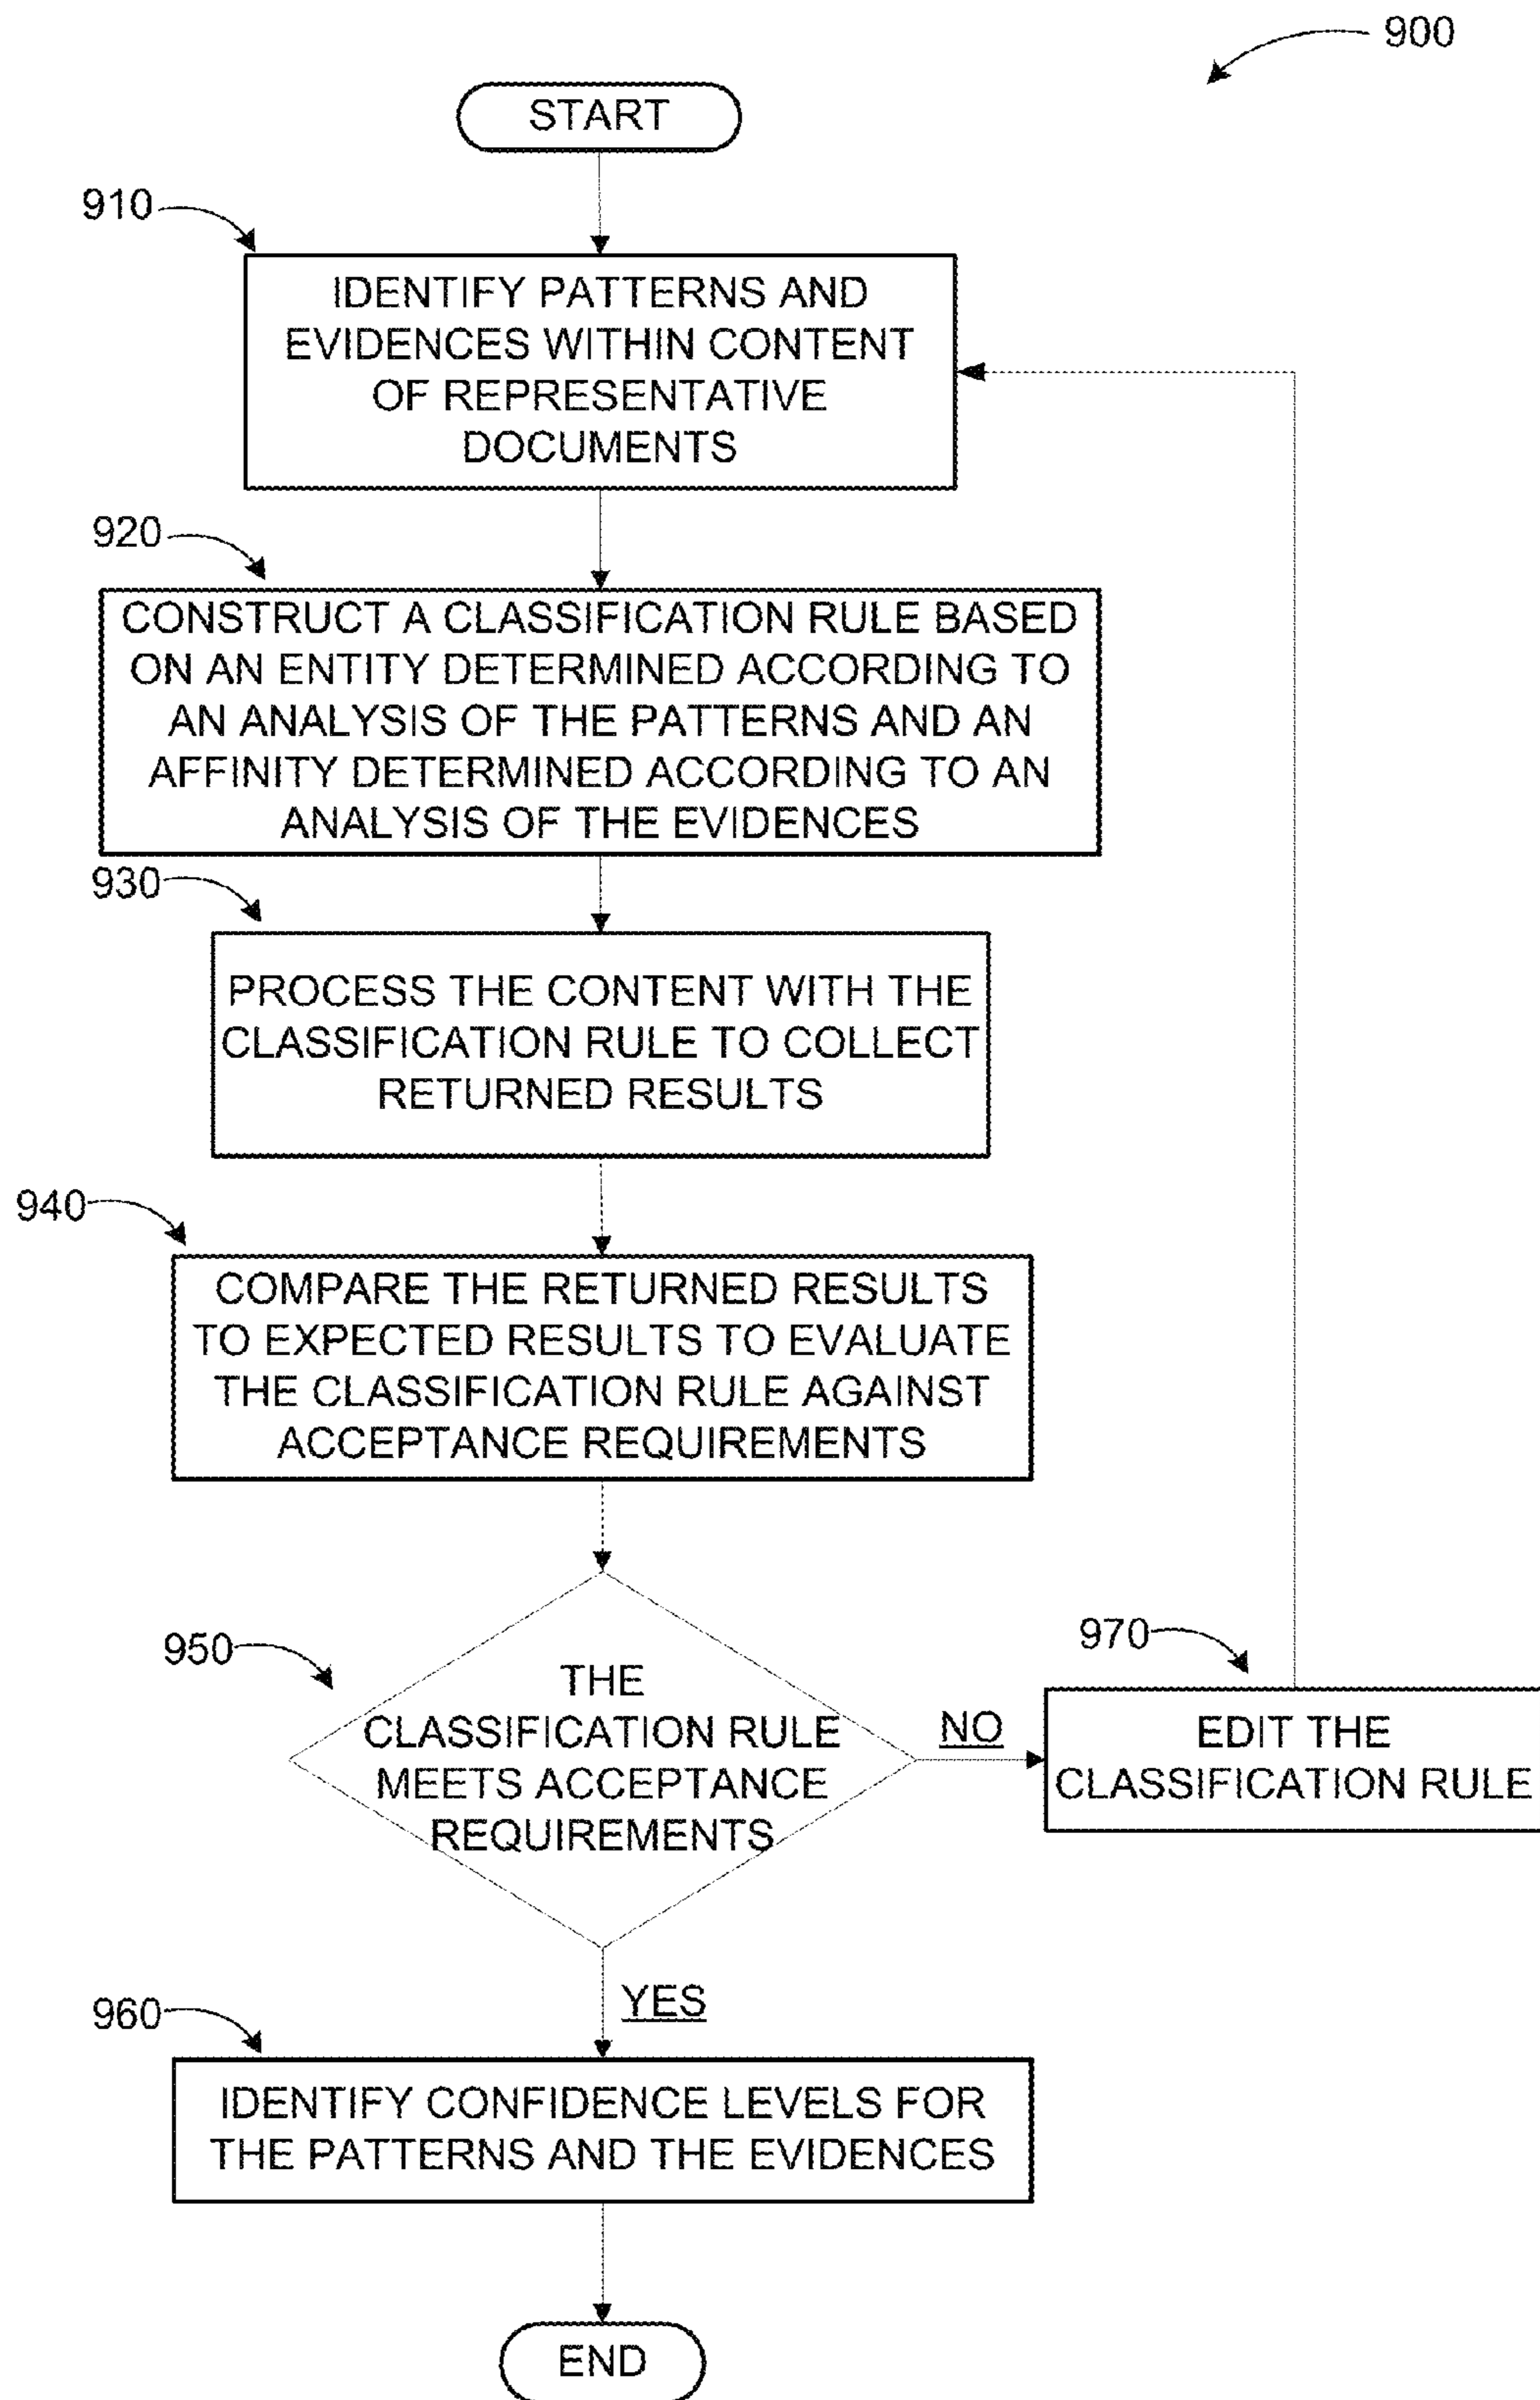 900
START
910
IDENTIFY PATTERNS AND
EVIDENCES WITHIN CONTENT
OF REPRESENTATIVE
DOCUMENTS
920
CONSTRUCT A CLASSIFICATION RULE BASED
ON AN ENTITY DETERMINED ACCORDING TO
AN ANALYSIS OF THE PATTERNS AND AN
AFFINITY DETERMINED ACCORDING TO AN
ANALYSIS OF THE EVIDENCES
930
PROCESS THE CONTENT WITH THE
CLASSIFICATION RULE TO COLLECT
RETURNED RESULTS
940
COMPARE THE RETURNED RESULTS
TO EXPECTED RESULTS TO EVALUATE
THE CLASSIFICATION RULE AGAINST
ACCEPTANCE REQUIREMENTS
950
THE
CLASSIFICATION RULE
MEETS ACCEPTANCE
REQUIREMENTS
NO
970
EDIT THE
CLASSIFICATION RULE
YES
960
IDENTIFY CONFIDENCE LEVELS FOR
THE PATTERNS AND THE EVIDENCES
END